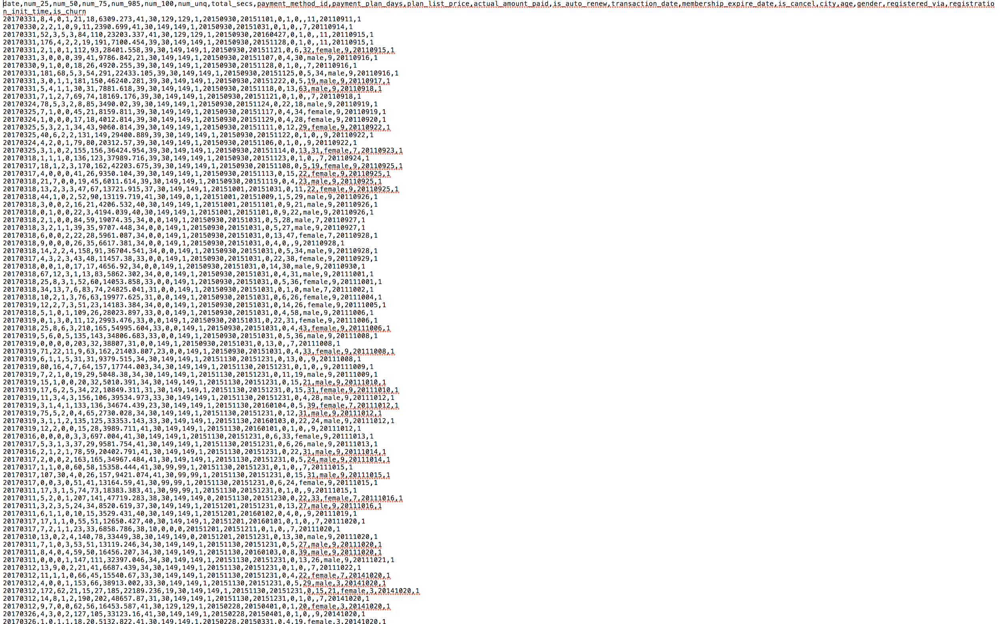 date,num_25,num_50,num_75,num_985,num_100,num_unq,total_secs,payment_method_id,payment_plan_days,plan_list_price,actual_amount_paid,is_auto_renew,transaction_date,membership_expire_date,is_cancel,city,age,gender,registered_via,registratio
n_init_time,is_churn
20170331,8,4,0,1,21,18,6309.273,41,30,129,129,1,20150930,20151101,0,1,0,,11,20110911,1
20170330,2,2,1,0,9,11,2390.699,41,30,149,149,1,20150930,20151031,0,1,0,,7,20110914,1
20170331,52,3,5,3,84,110,23203.337,41,30,129,129,1,20150930,20160427,0,1,0,,11,20110915,1
20170331,176,4,2,2,19,191,7100.454,39,30,149,149,1,20150930,20151128,0,1,0,,11,20110915,1
20170331,2,1,0,1,112,93,28401.558,39,30,149,149,1,20150930,20151121,0,6,32,female,9,20110915,1
20170331,3,0,0,0,39,41,9786.842,21,30,149,149,1,20150930,20151107,0,4,30,male,9,20110916,1
20170330,9,1,0,0,18,26,4920.255,39,30,149,149,1,20150930,20151128,0,1,0,,7,20110916,1
20170331,181,68,5,3,54,291,22433.105,39,30,149,149,1,20150930,20151125,0,5,34,male,9,20110916,1
20170331,3,0,1,1,181,150,46240.281,39,30,149,149,1,20150930,20151222,0,5,19,male,9,20110917,1
20170331,5,4,1,1,30,31,7881.618,39,30,149,149,1,20150930,20151118,0,13,63,male,9,20110918,1
20170331,7,1,2,7,69,74,18169.176,39,30,149,149,1,20150930,20151121,0,1,0,,7,20110918,1
20170324,78,5,3,2,8,85,3490.02,39,30,149,149,1,20150930,20151124,0,22,18,male,9,20110919,1
20170325,7,1,0,0,45,21,8159.811,39,30,149,149,1,20150930,20151117,0,4,34,female,9,20110919,1
20170324,1,0,0,0,17,18,4012.814,39,30,149,149,1,20150930,20151129,0,4,28,female,9,20110920,1
20170325,5,3,2,1,34,43,9060.814,39,30,149,149,1,20150930,20151111,0,12,29,female,9,20110922,1
20170325,40,6,2,2,131,149,29400.889,39,30,149,149,1,20150930,20151122,0,1,0,,9,20110922,1
20170324,4,2,0,1,79,80,20312.57,39,30,149,149,1,20150930,20151106,0,1,0,,9,20110922,1
20170325,3,1,0,2,155,156,36424.954,39,30,149,149,1,20150930,20151114,0,13,31,female,7,20110923,1
20170318,1,1,1,0,136,123,37989.716,39,30,149,149,1,20150930,20151123,0,1,0,,7,20110924,1
20170317,18,1,2,3,170,162,42203.675,39,30,149,149,1,20150930,20151108,0,5,19,female,9,20110925,1
20170317,4,0,0,0,41,26,9350.104,39,30,149,149,1,20150930,20151113,0,15,22,female,9,20110925,1
20170318,21,7,0,0,19,45,6011.614,39,30,149,149,1,20150930,20151119,0,4,23,male,9,20110925,1
20170318,13,2,3,3,47,67,13721.915,37,30,149,149,1,20151001,20151031,0,11,22,female,9,20110925,1
20170318,44,1,0,2,52,90,13119.719,41,30,149,0,1,20151001,20151009,1,5,29,male,9,20110926,1
20170318,3,0,0,2,16,21,4206.532,40,30,149,149,1,20151001,20151101,0,9,21,male,9,20110926,1
20170318,0,1,0,0,22,3,4194.039,40,30,149,149,1,20151001,20151101,0,9,22,male,9,20110926,1
20170318,2,1,0,0,84,59,19074.35,34,0,0,149,1,20150930,20151031,0,5,28,male,7,20110927,1
20170318,3,2,1,1,39,35,9707.448,34,0,0,149,1,20150930,20151031,0,5,27,male,9,20110927,1
20170318,6,0,0,2,22,28,5961.087,34,0,0,149,1,20150930,20151031,0,13,47,female,7,20110928,1
20170318,9,0,0,0,26,35,6617.381,34,0,0,149,1,20150930,20151031,0,4,0,,9,20110928,1
20170318,14,2,2,4,158,91,36704.541,34,0,0,149,1,20150930,20151031,0,5,34,male,9,20110928,1
20170317,4,3,2,3,43,48,11457.38,33,0,0,149,1,20150930,20151031,0,22,38,female,9,20110929,1
20170318,0,0,1,0,17,17,4656.92,34,0,0,149,1,20150930,20151031,0,14,30,male,9,20110930,1
20170318,67,12,3,1,13,83,5862.302,34,0,0,149,1,20150930,20151031,0,4,31,male,9,20111001,1
20170318,25,8,3,1,52,60,14053.858,33,0,0,149,1,20150930,20151031,0,5,36,female,9,20111001,1
20170318,34,13,7,6,83,74,24825.041,31,0,0,149,1,20150930,20151031,0,1,0,male,7,20111002,1
20170318,10,2,1,3,76,63,19977.625,31,0,0,149,1,20150930,20151031,0,6,26,female,9,20111004,1
20170319,12,2,7,3,51,23,14183.384,34,0,0,149,1,20150930,20151031,0,14,26,female,9,20111005,1
20170318,5,1,0,1,109,26,28023.897,33,0,0,149,1,20150930,20151031,0,4,58,male,9,20111006,1
20170319,0,1,3,0,11,12,2993.476,33,0,0,149,1,20150930,20151031,0,22,31,female,9,20111006,1
20170318,25,8,6,3,210,165,54995.604,33,0,0,149,1,20150930,20151031,0,4,43,female,9,20111006,1
20170319,5,6,0,5,135,143,34806.683,33,0,0,149,1,20150930,20151031,0,5,36,male,9,20111008,1
20170319,0,0,0,0,203,32,38807,31,0,0,149,1,20150930,20151031,0,13,0,,7,20111008,1
20170319,71,22,11,9,63,162,21403.807,23,0,0,149,1,20150930,20151031,0,4,33,female,9,20111008,1
20170319,6,1,1,5,31,31,9379.515,34,30,149,149,1,20151130,20151231,0,13,0,,9,20111008,1
20170319,80,16,4,7,64,157,17744.003,34,30,149,149,1,20151130,20151231,0,1,0,,9,20111009,1
20170319,7,2,1,0,19,29,5048.38,34,30,149,149,1,20151130,20151231,0,11,19,male,9,20111009,1
20170319,15,1,0,0,20,32,5010.391,34,30,149,149,1,20151130,20151231,0,15,21,male,9,20111010,1
20170319,17,6,2,5,34,22,10849.311,31,30,149,149,1,20151130,20151231,0,15,31,female,9,20111010,1
20170319,11,3,4,3,156,106,39534.973,33,30,149,149,1,20151130,20151231,0,4,28,male,9,20111012,1
20170319,3,1,4,1,133,136,34674.439,23,30,149,149,1,20151130,20160104,0,5,39,female,7,20111012,1
20170319,75,5,2,0,4,65,2730.028,34,30,149,149,1,20151130,20151231,0,12,31,male,9,20111012,1
20170319,3,1,1,2,135,125,33353.143,33,30,149,149,1,20151130,20160103,0,22,24,male,9,20111012,1
20170319,12,2,0,0,15,28,3989.711,41,30,149,149,1,20151130,20160101,0,1,0,,9,20111012,1
20170316,0,0,0,0,3,3,697.004,41,30,149,149,1,20151130,20151231,0,6,33,female,9,20111013,1
20170317,5,3,1,3,37,29,9581.754,41,30,149,149,1,20151130,20151231,0,6,26,male,9,20111013,1
20170316,2,1,2,1,78,59,20402.791,41,30,149,149,1,20151130,20151231,0,22,31,male,9,20111014,1
20170317,2,0,0,2,163,165,34967.484,41,30,149,149,1,20151130,20151231,0,5,24,male,9,20111014,1
20170317,1,1,0,0,60,58,15358.444,41,30,99,99,1,20151130,20151231,0,1,0,,7,20111015,1
20170317,107,30,4,0,26,157,9421.074,41,30,99,99,1,20151130,20151231,0,15,31,male,9,20111015,1
20170317,0,0,3,0,51,41,13164.59,41,30,99,99,1,20151130,20151231,0,6,24,female,9,20111015,1
20170311,17,3,1,5,74,73,18383.383,41,30,99,99,1,20151130,20151231,0,1,0,,9,20111015,1
20170311,5,2,0,1,207,141,47719.283,38,30,149,149,0,20151130,20151230,0,22,33,female,7,20111016,1
20170311,3,2,3,5,24,34,8520.619,37,30,149,149,1,20151201,20151231,0,13,27,male,9,20111016,1
20170311,6,1,1,0,10,15,3529.431,40,30,149,149,1,20151201,20160102,0,4,0,,9,20111019,1
20170317,17,1,1,0,55,51,12650.427,40,30,149,149,1,20151201,20160101,0,1,0,,7,20111020,1
20170317,7,2,1,1,23,33,6858.786,38,10,0,0,0,20151201,20151211,0,1,0,,7,20111020,1
20170310,13,0,2,4,140,78,33449,38,30,149,149,0,20151201,20151231,0,13,30,male,9,20111020,1
20170311,7,1,0,3,53,51,13119.246,34,30,149,149,1,20151130,20151231,0,5,27,male,9,20111020,1
20170311,8,4,0,4,59,50,16456.207,34,30,149,149,1,20151130,20160103,0,8,39,male,9,20111020,1
20170311,0,0,0,1,147,111,32397.046,34,30,149,149,1,20151130,20151231,0,13,26,male,9,20111021,1
20170312,13,9,0,2,21,41,6687.439,34,30,149,149,1,20151130,20151231,0,1,0,,7,20111022,1
20170312,11,1,1,0,66,45,15540.67,33,30,149,149,1,20151130,20151231,0,4,22,female,7,20141020,1
20170312,4,0,0,1,153,66,38913.002,33,30,149,149,1,20151130,20151231,0,5,29,male,3,20141020,1
20170312,172,62,21,15,27,185,22189.236,19,30,149,149,1,20151130,20151231,0,15,21,female,3,20141020,1
20170312,14,8,1,2,190,202,48657.87,31,30,149,149,1,20151130,20151231,0,1,0,,7,20141020,1
20170312,9,7,0,0,62,56,16453.587,41,30,129,129,1,20150228,20150401,0,1,20,female,3,20141020,1
20170326,4,3,0,2,127,105,33123.16,41,30,149,149,1,20150228,20150401,0,1,0,,9,20141020,1
20170326,1,0,1,1,18,20,5132.822,41,30,149,149,1,20150228,20150331,0,4,19,female,3,20141020,1